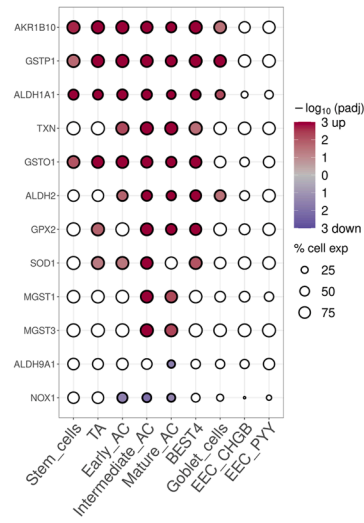 AKR1B10
GSTP1
ALDH1A1
TXN
GSTO1
ALDH2
GPX2
SOD1
MGST1
MGST3
ALDH9A1
NOX1
Stem_cells
TA
Early_AC
Intermediate_AC
Mature_AC
BEST4
Goblet_cells
EEC_CHGB
EEC_PYY
− log10 (padj)
3 up
2
1
0
1
2
3 down
% cell exp
25
50
75